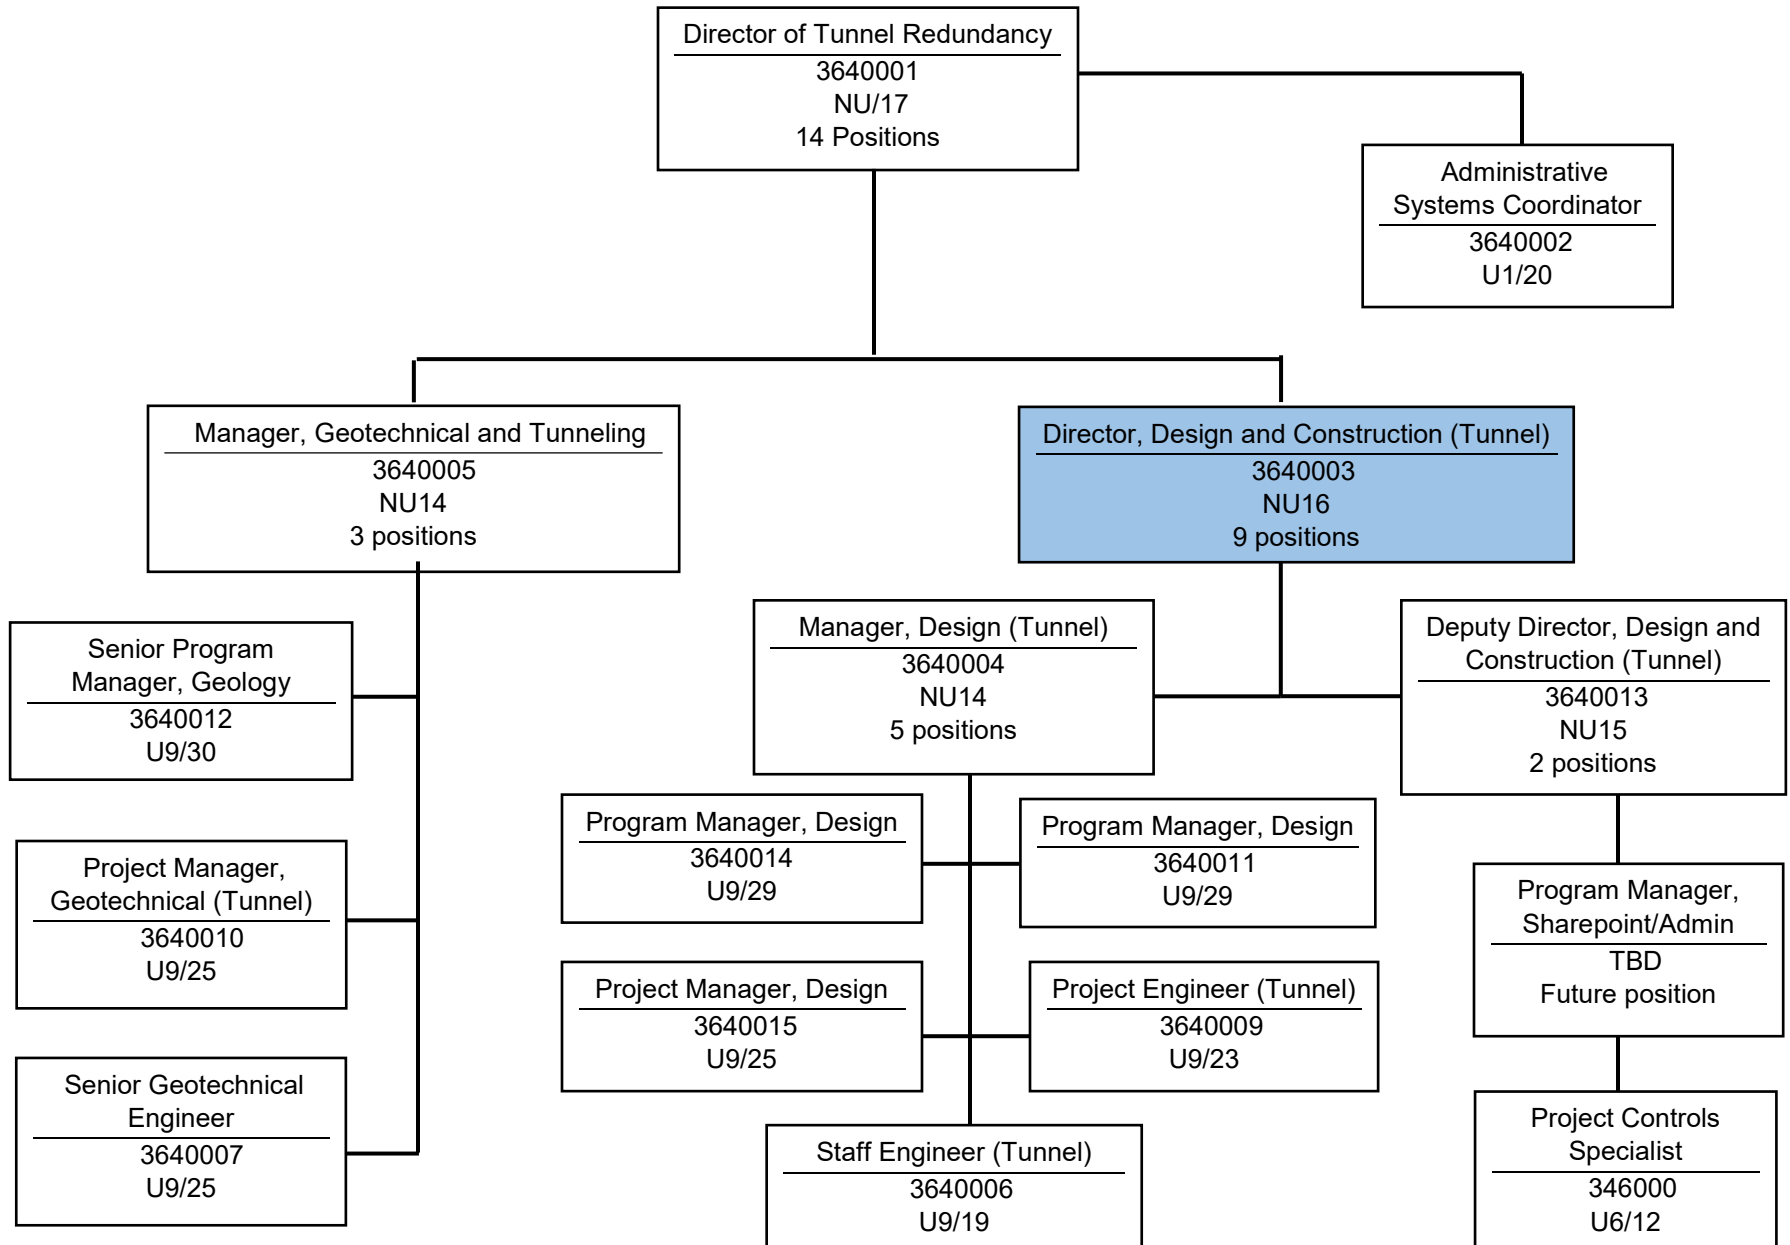 Director of Tunnel Redundancy
3640001
NU/17
14 Positions
Administrative
Systems Coordinator
3640002
U1/20
Manager, Geotechnical and Tunneling
3640005
NU14
3 positions
Director, Design and Construction (Tunnel)
3640003
NU16
9 positions
Senior Program
Manager, Geology
3640012
U9/30
Project Manager,
Geotechnical (Tunnel)
3640010
U9/25
Senior Geotechnical
Engineer
3640007
U9/25
Manager, Design (Tunnel)
3640004
NU14
5 positions
Deputy Director, Design and
Construction (Tunnel)
3640013
NU15
2 positions
Program Manager, Design
3640014
U9/29
Program Manager, Design
3640011
U9/29
Project Manager, Design
3640015
U9/25
Project Engineer (Tunnel)
3640009
U9/23
Staff Engineer (Tunnel)
3640006
U9/19
Program Manager,
Sharepoint/Admin
TBD
Future position
Project Controls
Specialist
346000
U6/12